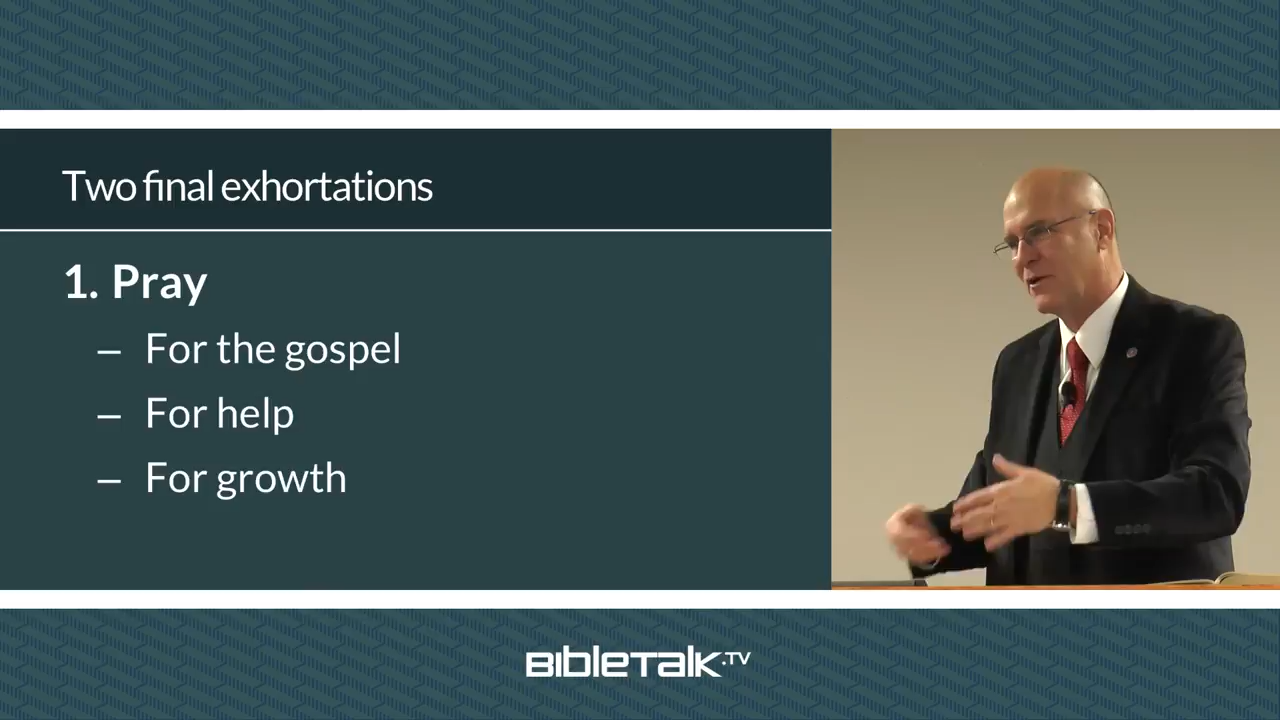 Two final exhortations
1. Pray
– For the gospel
– For help
– For growth
BIBLETALK.TV